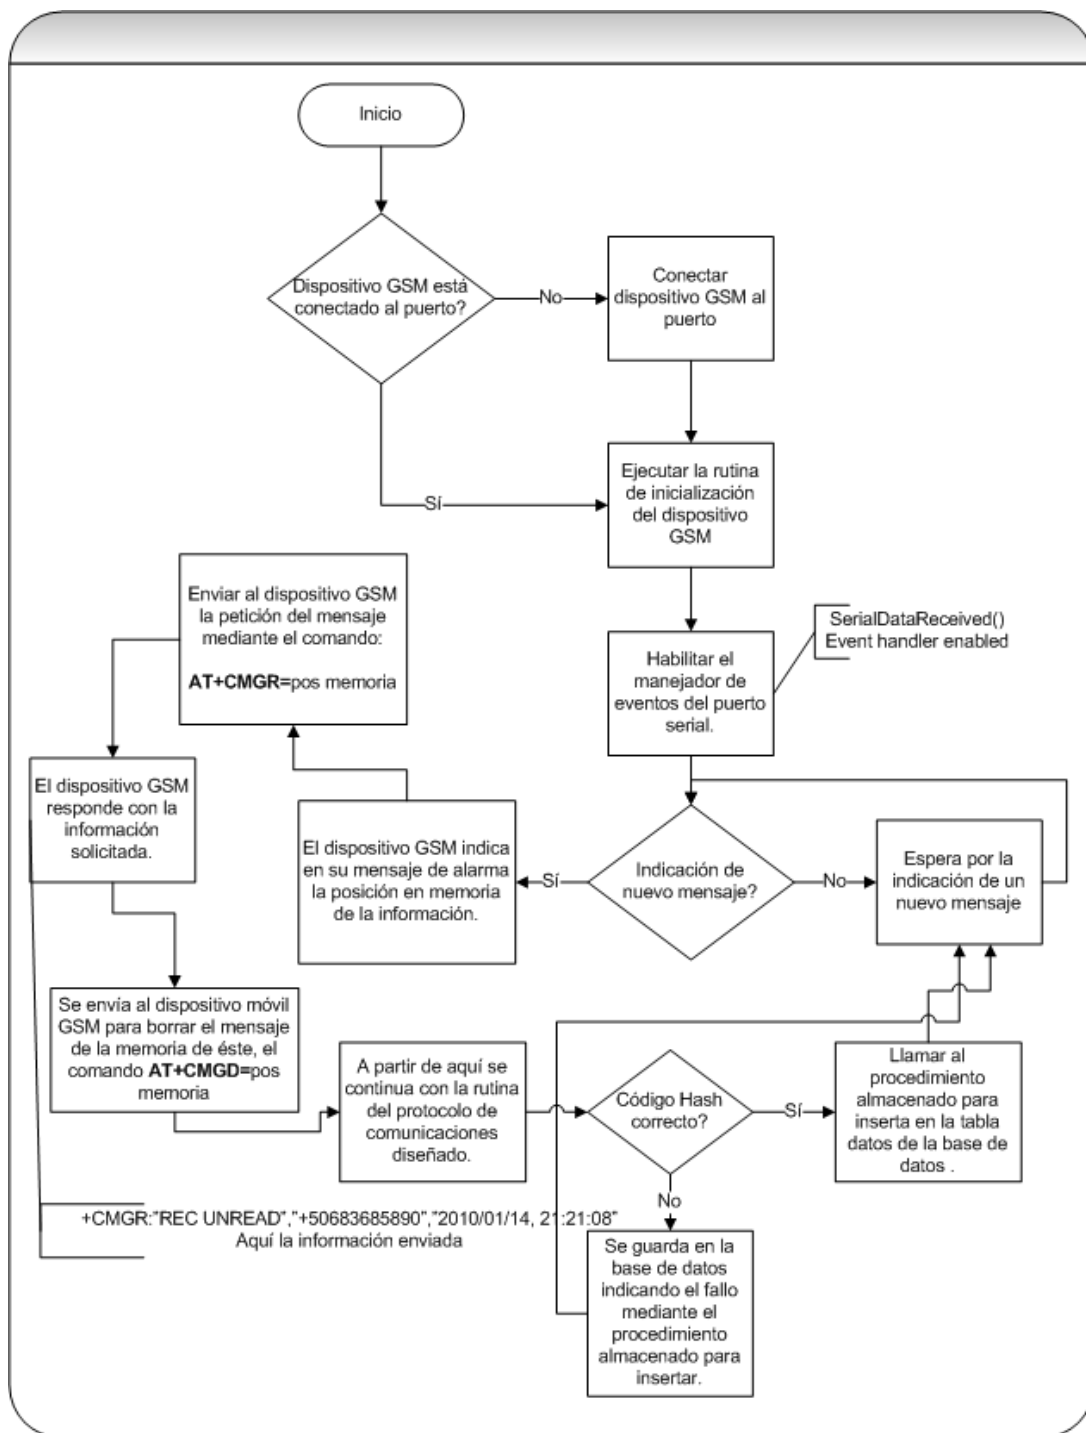 Inicio
Dispositivo GSM está
conectado al puerto?
No
Conectar
dispositivo GSM al
puerto
Sí
Ejecutar la rutina
de inicialización
del dispositivo
GSM
Enviar al dispositivo GSM
la petición del mensaje
mediante el comando:
AT+CMGR=pos memoria
SerialDataReceived()
Event handler enabled
Habilitar el
manejador de
eventos del puerto
serial.
El dispositivo GSM
responde con la
información
solicitada.
El dispositivo GSM indica
en su mensaje de alarma
la posición en memoria
de la información.
Sí
Indicación de
nuevo mensaje?
No
Espera por la
indicación de un
nuevo mensaje
Se envía al dispositivo móvil
GSM para borrar el mensaje
de la memoria de éste, el
comando AT+CMGD=pos
memoria
A partir de aquí se
continua con la rutina
del protocolo de
comunicaciones
diseñado.
Código Hash
correcto?
Sí
Llamar al
procedimiento
almacenado para
inserta en la tabla
datos de la base de
datos .
No
+CMGR:"REC UNREAD","+50683685890","2010/01/14, 21:21:08"
Aquí la información enviada
Se guarda en la
base de datos
indicando el fallo
mediante el
procedimiento
almacenado para
insertar.